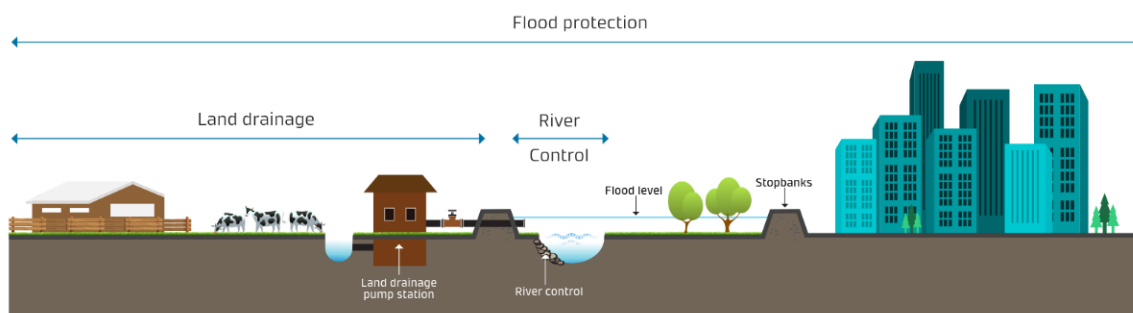 Flood protection
Land drainage
River
Control
Flood level
Stopbanks
Land drainage
pump station
River control